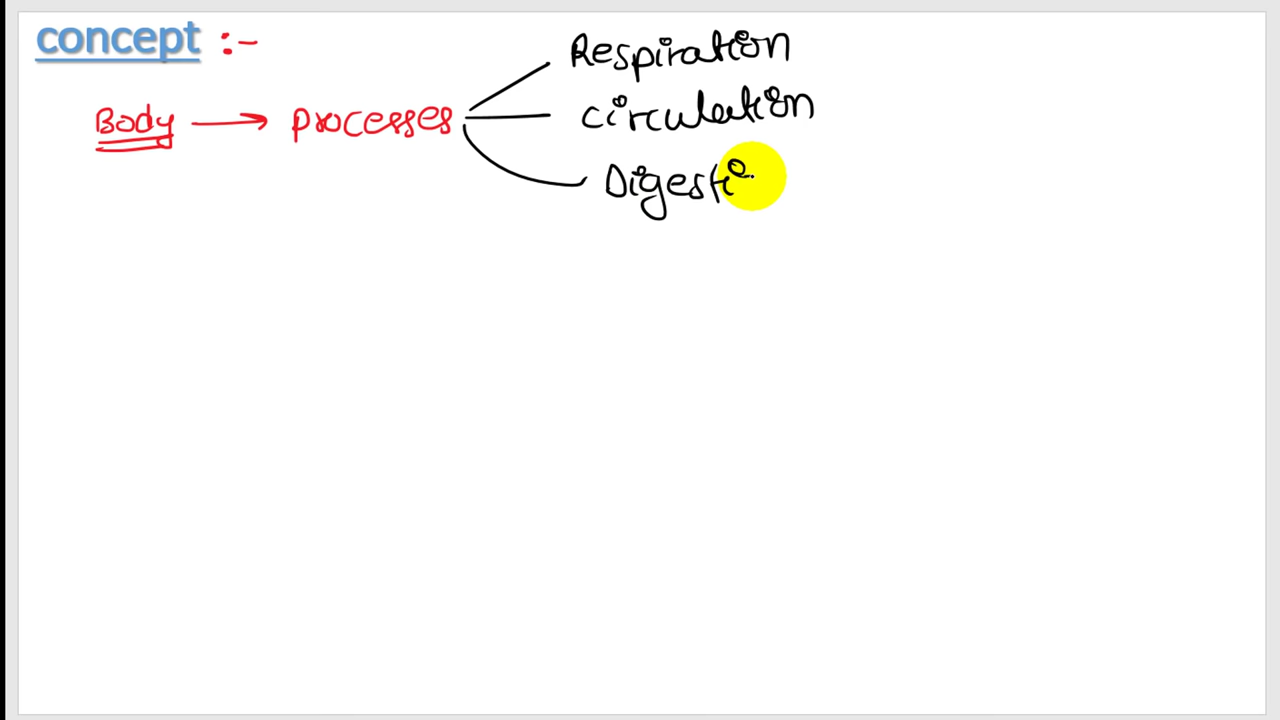 concept :-
Respiration
Body → Processes
circulation
Digesti